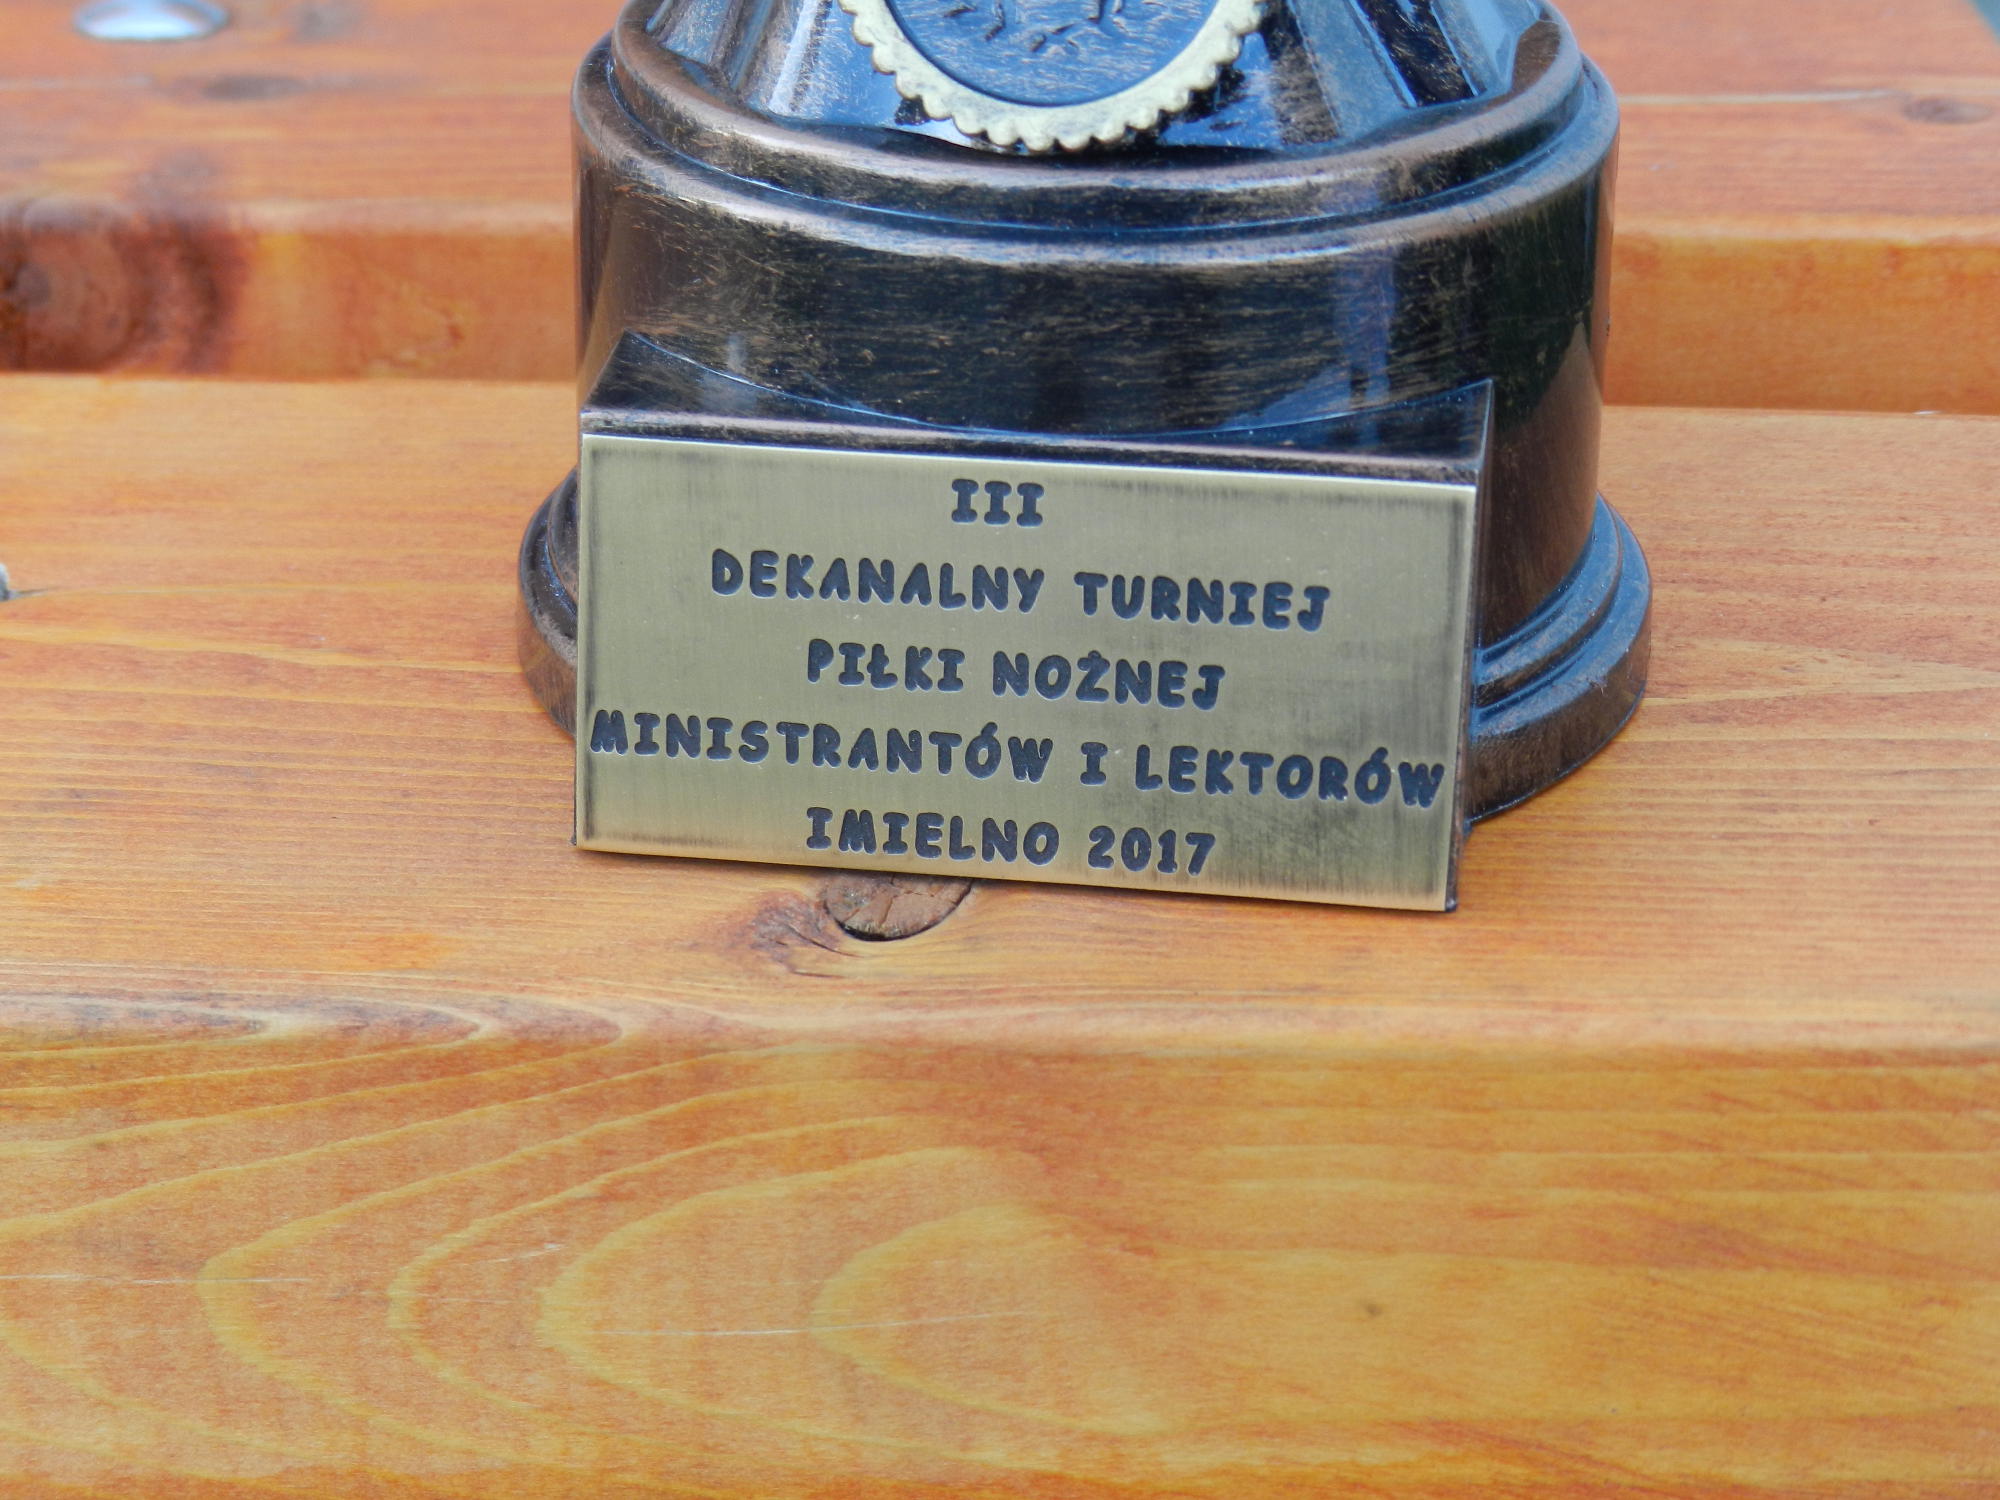 III
DEKANALNY TURNIEJ
PIŁKI NOŻNEJ
MINISTRANTÓW I LEKTORÓW
IMIELNO 2017